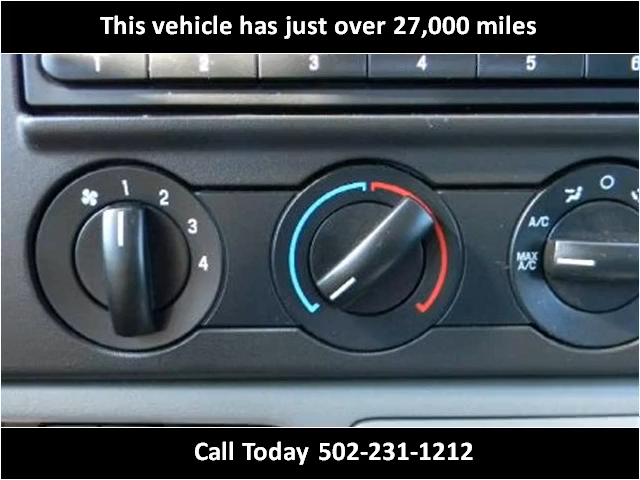 This vehicle has just over 27,000 miles
1 2 3 4 5 6
1 2 3 4
A/C
MAX
A/C
Call Today 502-231-1212